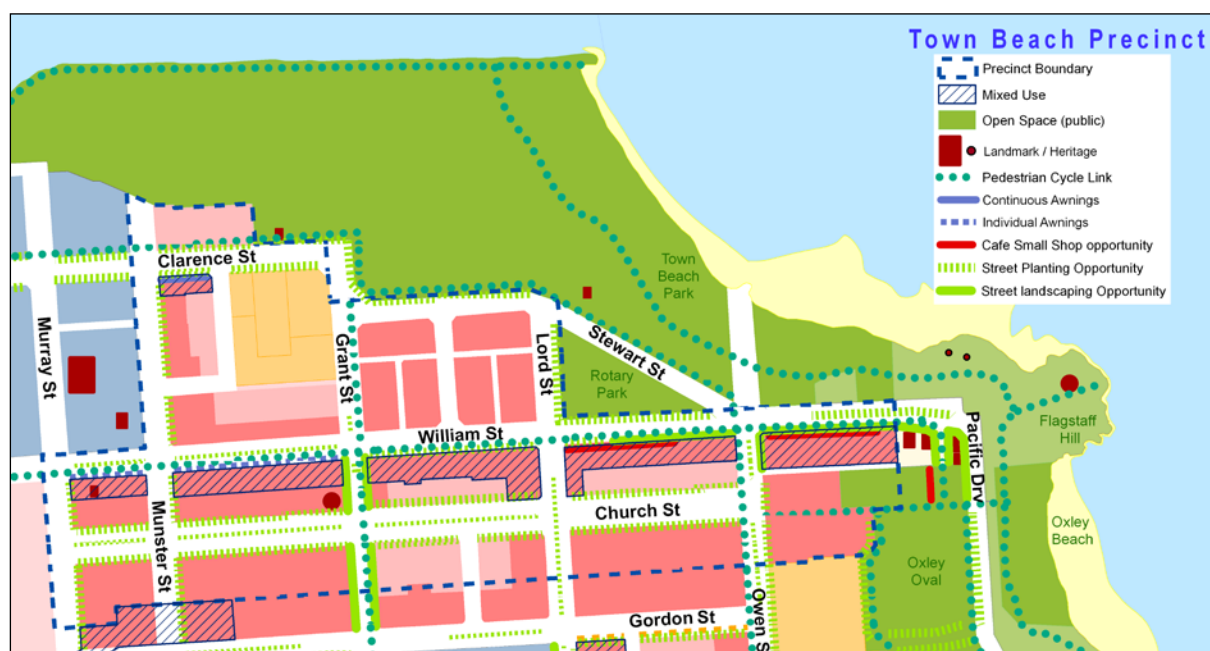 Town Beach Precinct
Precinct Boundary
Mixed Use
Open Space (public)
Landmark / Heritage
Pedestrian Cycle Link
Continuous Awnings
Individual Awnings
Cafe Small Shop opportunity
Street Planting Opportunity
Street landscaping Opportunity
Clarence St
Town
Beach
Park
Murray St
Grant St
Lord St
Stewart St
Rotary
Park
Flagstaff
Hill
William St
Pacific Drv
Munster St
Church St
Oxley
Beach
Oxley
Oval
Owen S
Gordon St